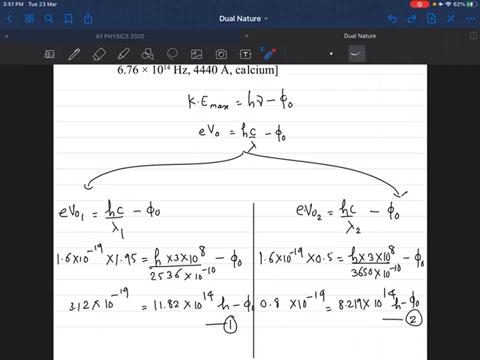 3:51 PM Tue 23 Mar
62%
Dual Nature
XII PHYSICS 2020
Dual Nature
6.76 × 10¹⁴ Hz, 4440 A, calcium]
K.Emax = hν − ϕ₀
eV₀ = hc/λ − ϕ₀
eV₀₁ = hc/λ₁ − ϕ₀
1.6×10⁻¹⁹ × 1.95 = h × 3×10⁸ / 2536 × 10⁻¹⁰ − ϕ₀
3.12 × 10⁻¹⁹ = 11.82 × 10¹⁴ h − ϕ₀
— ①
eV₀₂ = hc/λ₂ − ϕ₀
1.6×10⁻¹⁹ × 0.5 = h × 3×10⁸ / 3650 × 10⁻¹⁰ − ϕ₀
0.8 × 10⁻¹⁹ = 8.219 × 10¹⁴ h − ϕ₀
— ②